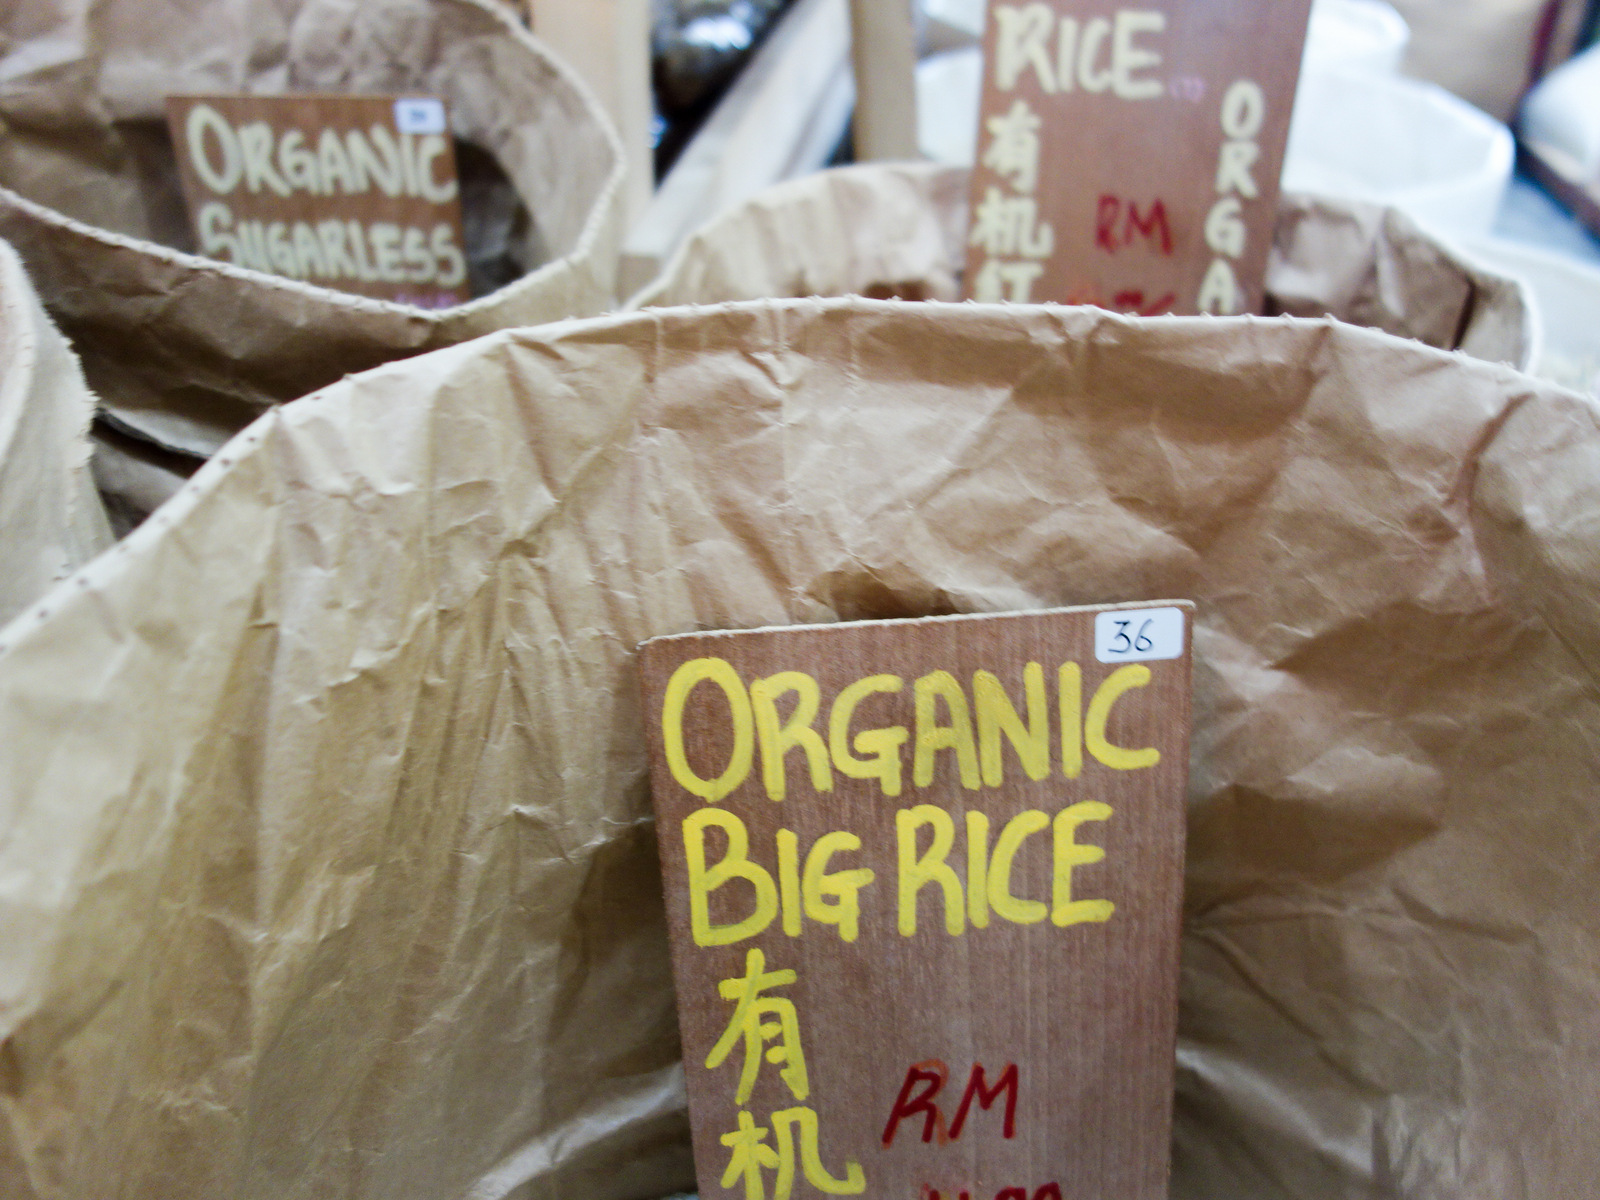 ORGANIC
SUGARLESS
RICE
有
机
RM
ORGA
36
ORGANIC
BIG RICE
有
机
RM